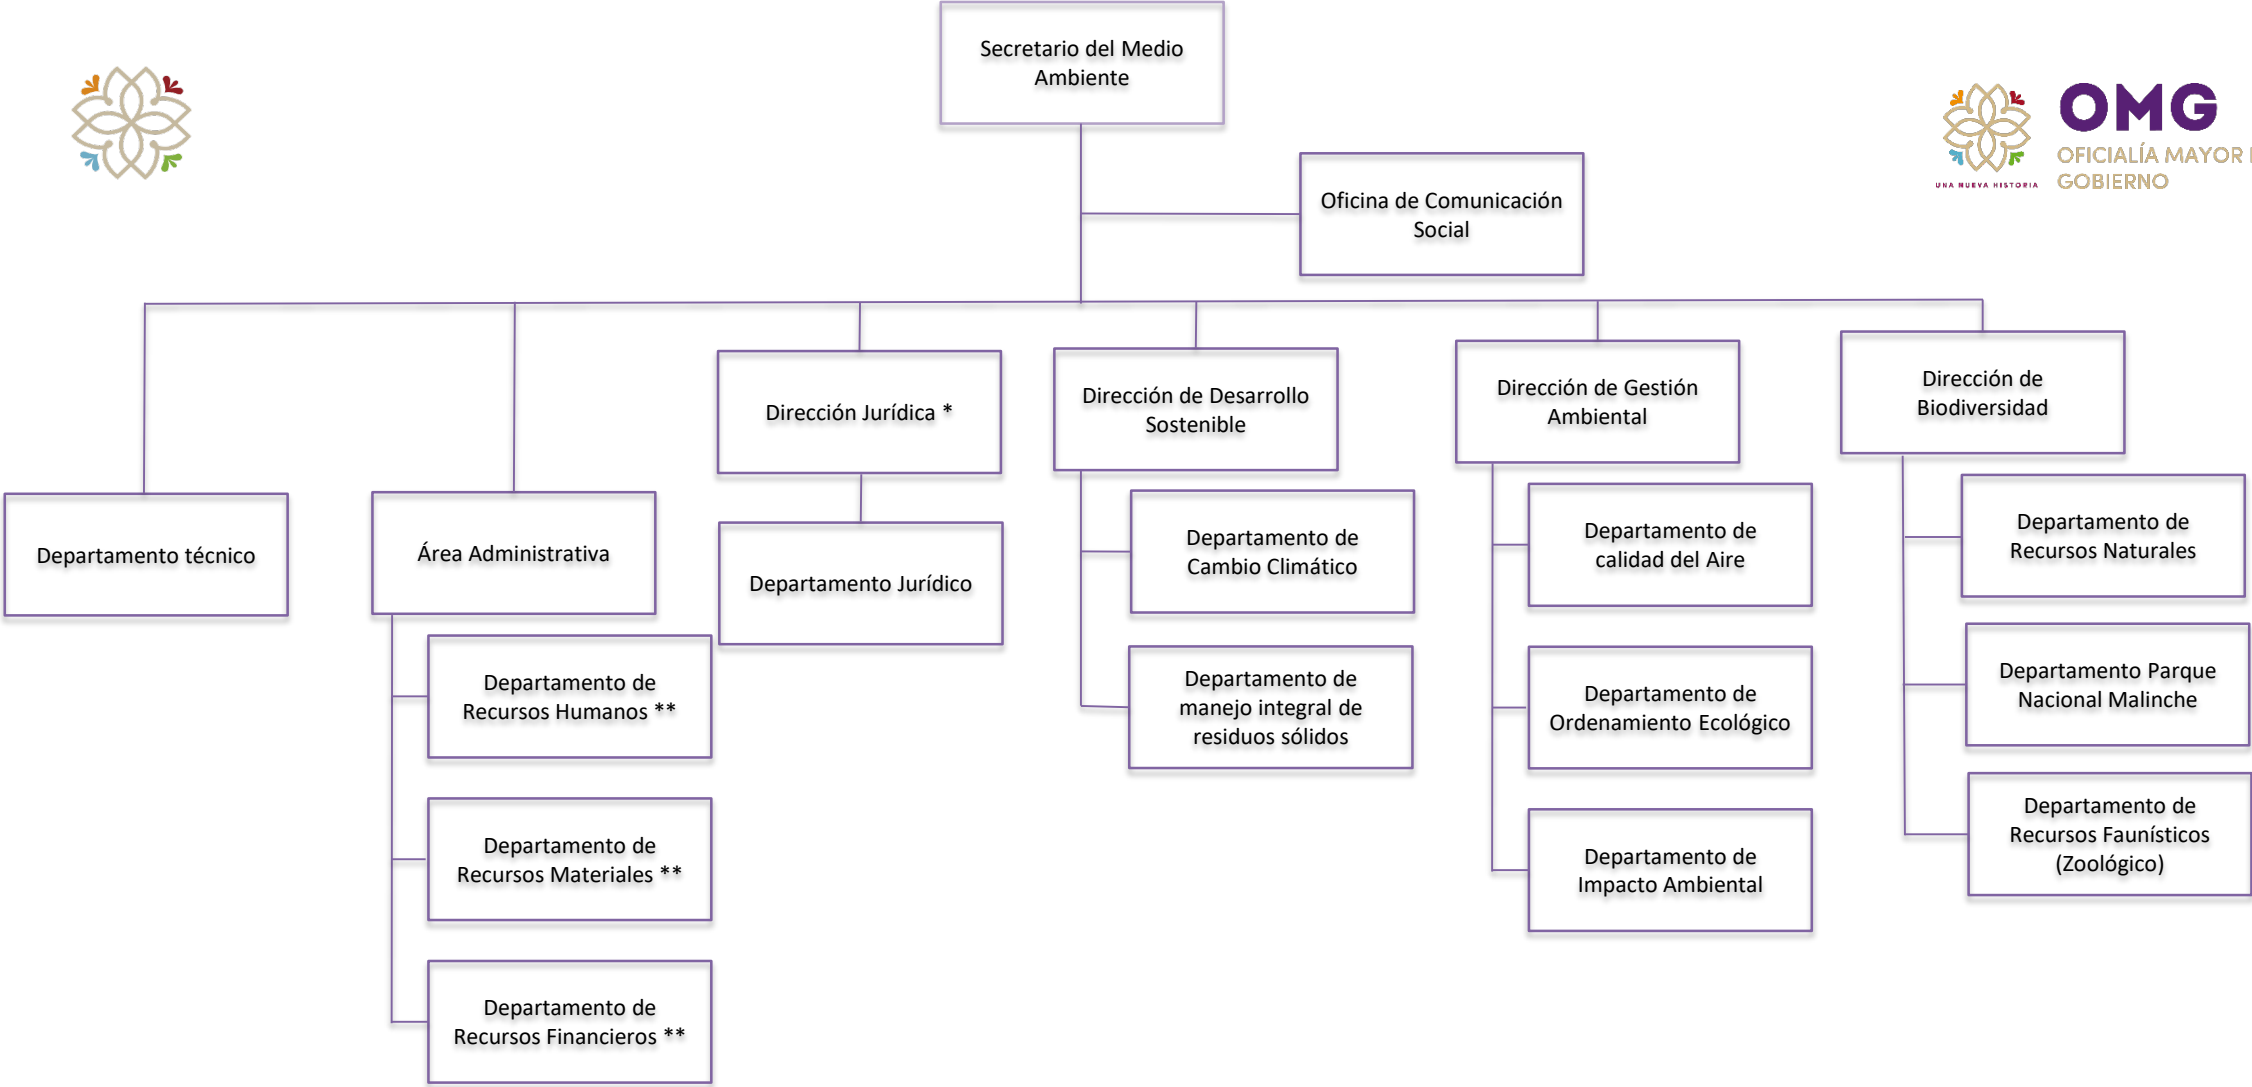 Secretario del Medio
Ambiente
UNA NUEVA HISTORIA
OMG
OFICIALÍA MAYOR
GOBIERNO
Oficina de Comunicación
Social
Departamento técnico
Área Administrativa
Departamento de
Recursos Humanos **
Departamento de
Recursos Materiales **
Departamento de
Recursos Financieros **
Dirección Jurídica *
Departamento Jurídico
Dirección de Desarrollo
Sostenible
Departamento de
Cambio Climático
Departamento de
manejo integral de
residuos sólidos
Dirección de Gestión
Ambiental
Departamento de
calidad del Aire
Departamento de
Ordenamiento Ecológico
Departamento de
Impacto Ambiental
Dirección de
Biodiversidad
Departamento de
Recursos Naturales
Departamento Parque
Nacional Malinche
Departamento de
Recursos Faunísticos
(Zoológico)